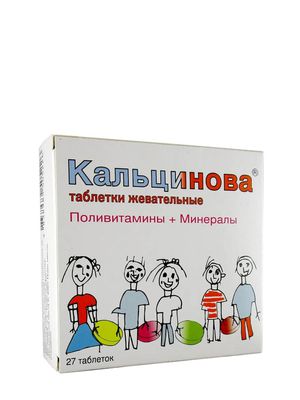 Кальцинова®
таблетки жевательные
Поливитамины + Минералы
27 таблеток